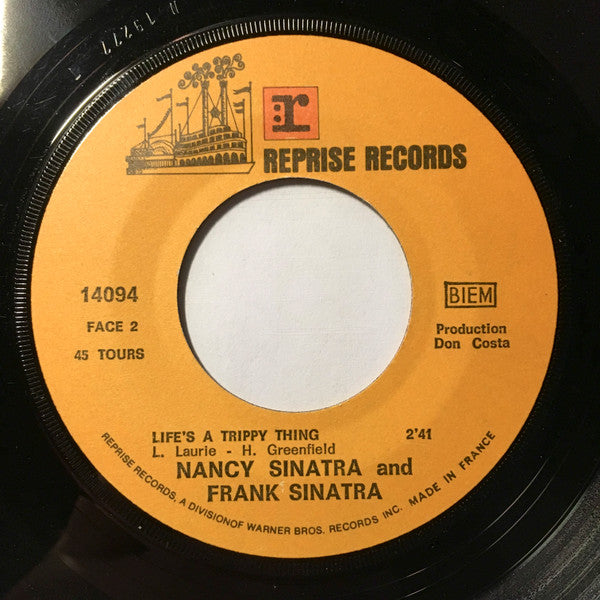 r
REPRISE RECORDS
14094
FACE 2
45 TOURS
BIEM
Production
Don Costa
LIFE'S A TRIPPY THING 2'41
L. Laurie - H. Greenfield
NANCY SINATRA and
FRANK SINATRA
REPRISE RECORDS, A DIVISIONOF WARNER BROS. RECORDS INC. MADE IN FRANCE